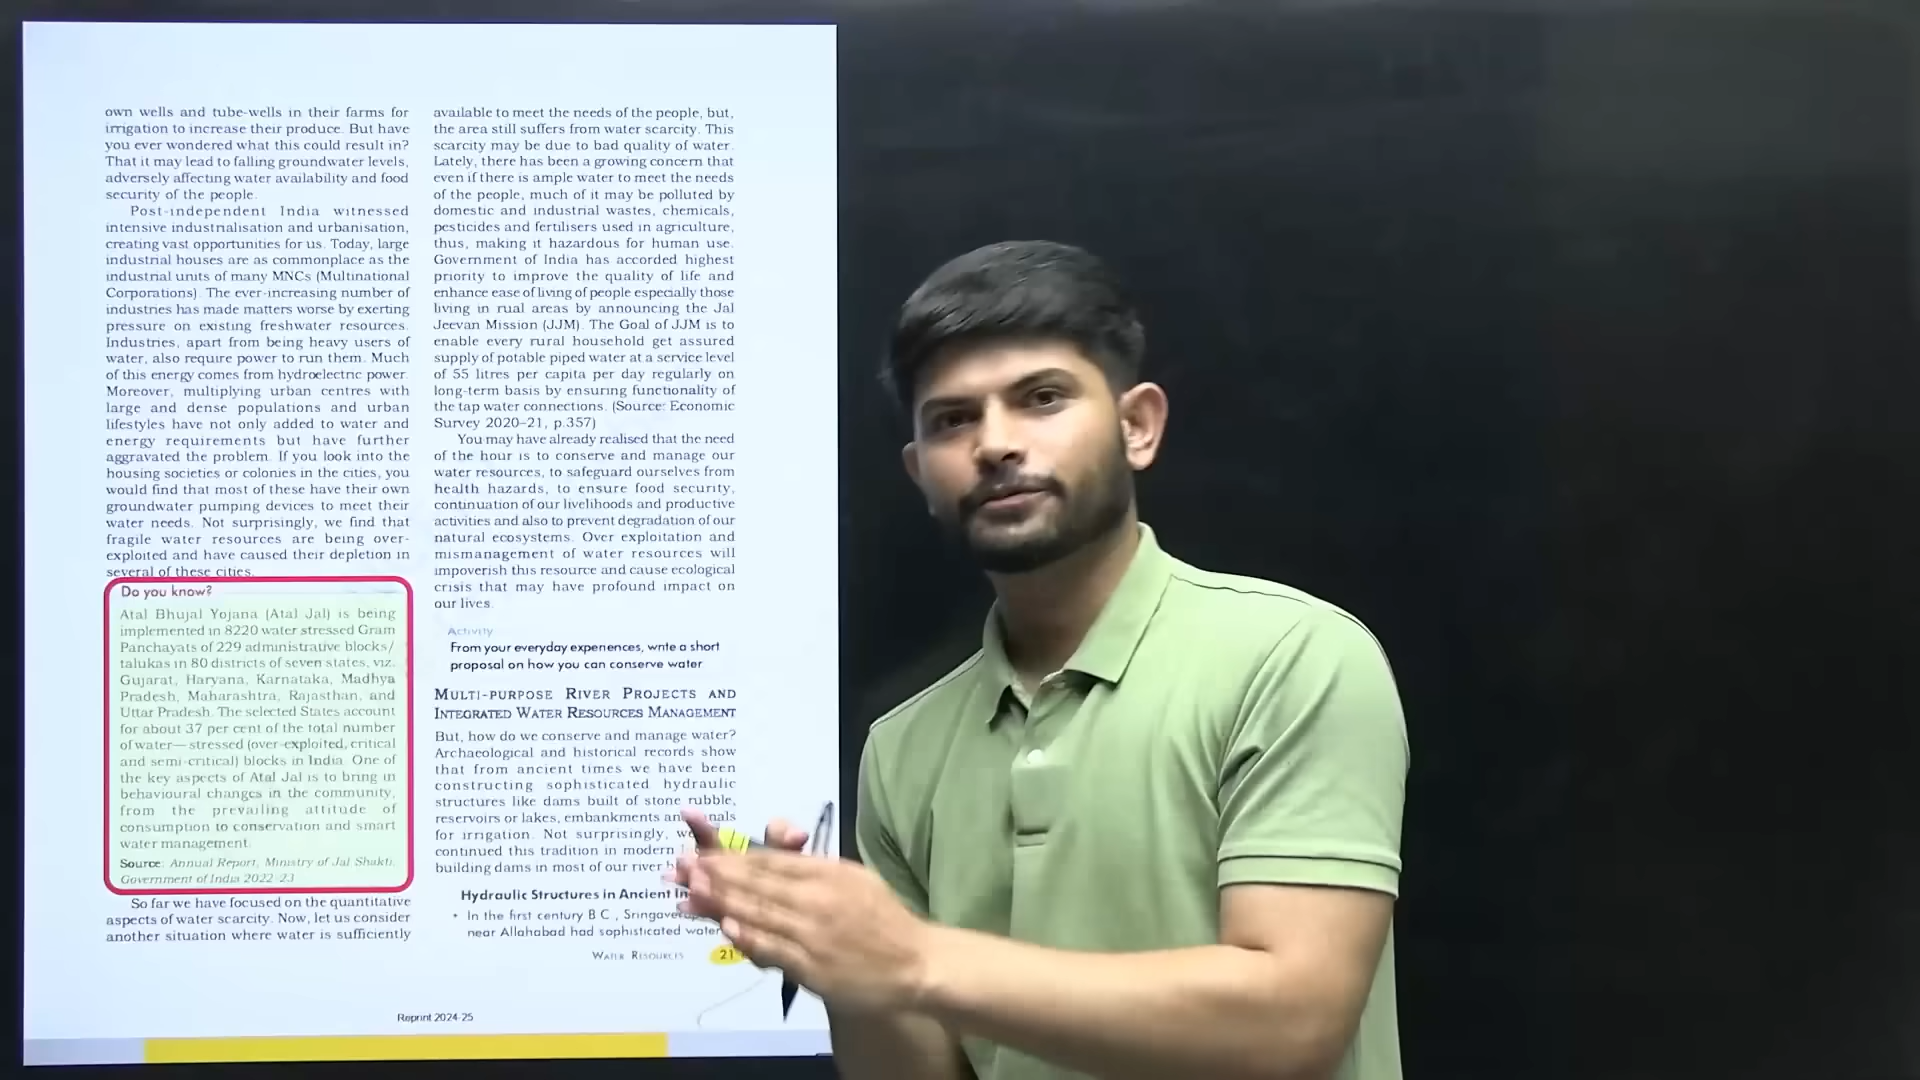 own wells and tube-wells in their farms for
irrigation to increase their produce. But have
you ever wondered what this could result in?
That it may lead to falling groundwater levels,
adversely affecting water availability and food
security of the people.
Post-independent India witnessed
intensive industrialisation and urbanisation,
creating vast opportunities for us. Today, large
industrial houses are as commonplace as the
industrial units of many MNCs (Multinational
Corporations). The ever-increasing number of
industries has made matters worse by exerting
pressure on existing freshwater resources.
Industries, apart from being heavy users of
water, also require power to run them. Much
of this energy comes from hydroelectric power.
Moreover, multiplying urban centres with
large and dense populations and urban
lifestyles have not only added to water and
energy requirements but have further
aggravated the problem. If you look into the
housing societies or colonies in the cities, you
would find that most of these have their own
groundwater pumping devices to meet their
water needs. Not surprisingly, we find that
fragile water resources are being over-
exploited and have caused their depletion in
several of these cities.
Do you know?
Atal Bhujal Yojana (Atal Jal) is being
implemented in 8220 water stressed Gram
Panchayats of 229 administrative blocks/
talukas in 80 districts of seven states, viz.
Gujarat, Haryana, Karnataka, Madhya
Pradesh, Maharashtra, Rajasthan, and
Uttar Pradesh. The selected States account
for about 37 per cent of the total number
of water— stressed (over-exploited, critical
and semi-critical) blocks in India. One of
the key aspects of Atal Jal is to bring in
behavioural changes in the community,
from the prevailing attitude of
consumption to conservation and smart
water management.
Source: Annual Report, Ministry of Jal Shakti,
Government of India 2022-23
So far we have focused on the quantitative
aspects of water scarcity. Now, let us consider
another situation where water is sufficiently
available to meet the needs of the people, but,
the area still suffers from water scarcity. This
scarcity may be due to bad quality of water.
Lately, there has been a growing concern that
even if there is ample water to meet the needs
of the people, much of it may be polluted by
domestic and industrial wastes, chemicals,
pesticides and fertilisers used in agriculture,
thus, making it hazardous for human use.
Government of India has accorded highest
priority to improve the quality of life and
enhance ease of living of people especially those
living in rual areas by announcing the Jal
Jeevan Mission (JJM). The Goal of JJM is to
enable every rural household get assured
supply of potable piped water at a service level
of 55 litres per capita per day regularly on
long-term basis by ensuring functionality of
the tap water connections. (Source: Economic
Survey 2020–21, p.357)
You may have already realised that the need
of the hour is to conserve and manage our
water resources, to safeguard ourselves from
health hazards, to ensure food security,
continuation of our livelihoods and productive
activities and also to prevent degradation of our
natural ecosystems. Over exploitation and
mismanagement of water resources will
impoverish this resource and cause ecological
crisis that may have profound impact on
our lives.
Activity
From your everyday experiences, write a short
proposal on how you can conserve water
MULTI-PURPOSE RIVER PROJECTS AND
INTEGRATED WATER RESOURCES MANAGEMENT
But, how do we conserve and manage water?
Archaeological and historical records show
that from ancient times we have been
constructing sophisticated hydraulic
structures like dams built of stone rubble,
reservoirs or lakes, embankments
for irrigation. Not surprisingly,
continued this tradition in modern
building dams in most of our river
Hydraulic Structures in Ancient
• In the first century B.C.,
near Allahabad had sophisticated water
WATER RESOURCES 21
Reprint 2024-25